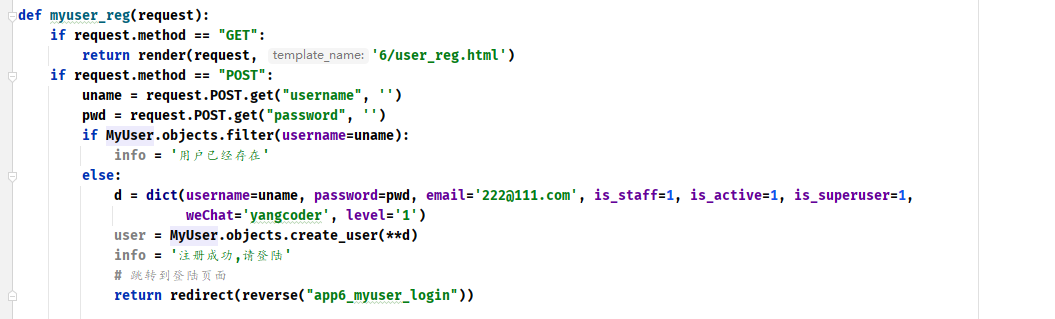 def myuser_reg(request):
    if request.method == "GET":
        return render(request, template_name: '6/user_reg.html')
    if request.method == "POST":
        uname = request.POST.get("username", '')
        pwd = request.POST.get("password", '')
        if MyUser.objects.filter(username=uname):
            info = '用户已经存在'
        else:
            d = dict(username=uname, password=pwd, email='222@111.com', is_staff=1, is_active=1, is_superuser=1,
                     weChat='yangcoder', level='1')
            user = MyUser.objects.create_user(**d)
            info = '注册成功,请登陆'
            # 跳转到登陆页面
            return redirect(reverse("app6_myuser_login"))